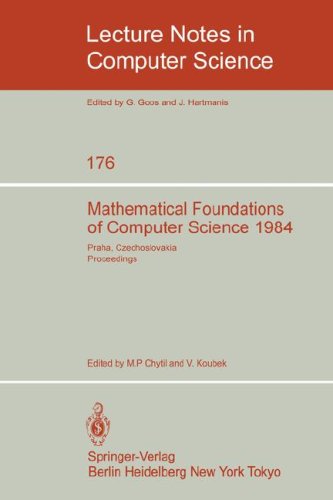 Lecture Notes in
Computer Science
Edited by G. Goos and J. Hartmanis
176
Mathematical Foundations
of Computer Science 1984
Praha, Czechoslovakia
Proceedings
Edited by M.P Chytil and V. Koubek
Springer-Verlag
Berlin Heidelberg New York Tokyo